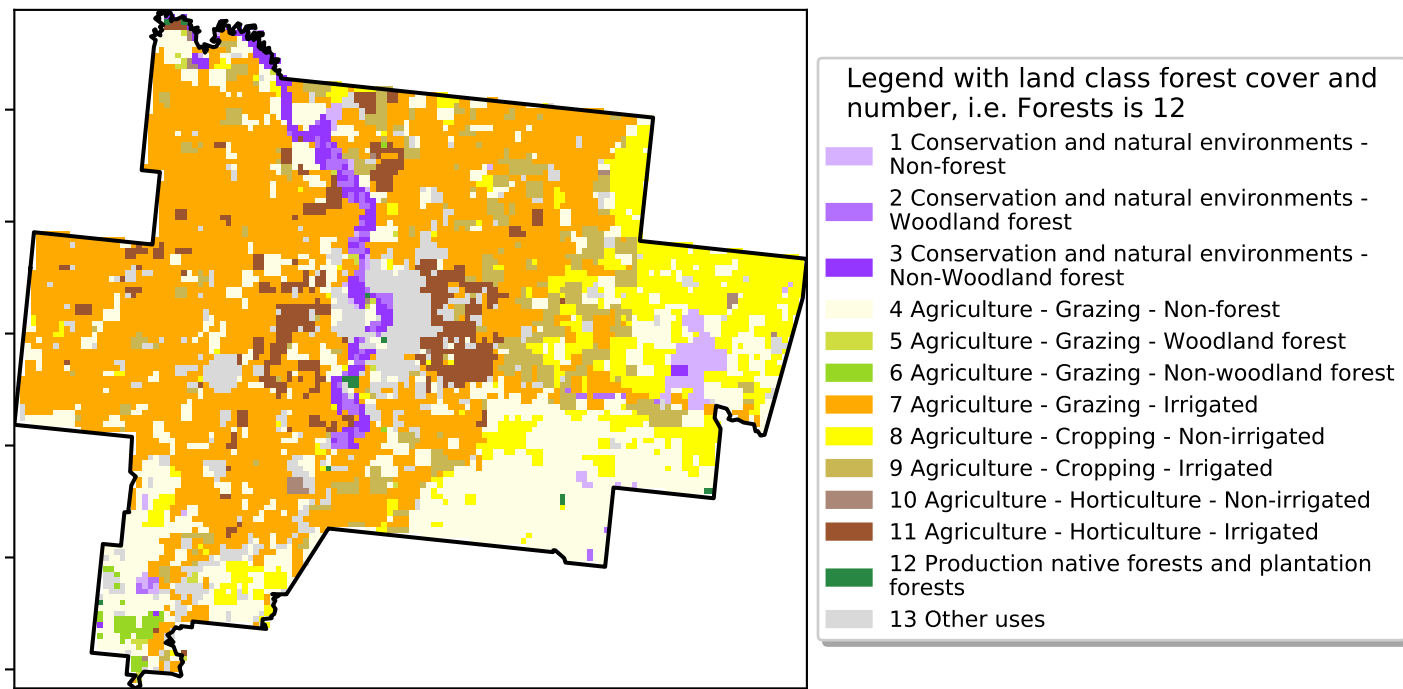 Legend with land class forest cover and
number, i.e. Forests is 12
1 Conservation and natural environments -
Non-forest
2 Conservation and natural environments -
Woodland forest
3 Conservation and natural environments -
Non-Woodland forest
4 Agriculture - Grazing - Non-forest
5 Agriculture - Grazing - Woodland forest
6 Agriculture - Grazing - Non-woodland forest
7 Agriculture - Grazing - Irrigated
8 Agriculture - Cropping - Non-irrigated
9 Agriculture - Cropping - Irrigated
10 Agriculture - Horticulture - Non-irrigated
11 Agriculture - Horticulture - Irrigated
12 Production native forests and plantation
forests
13 Other uses